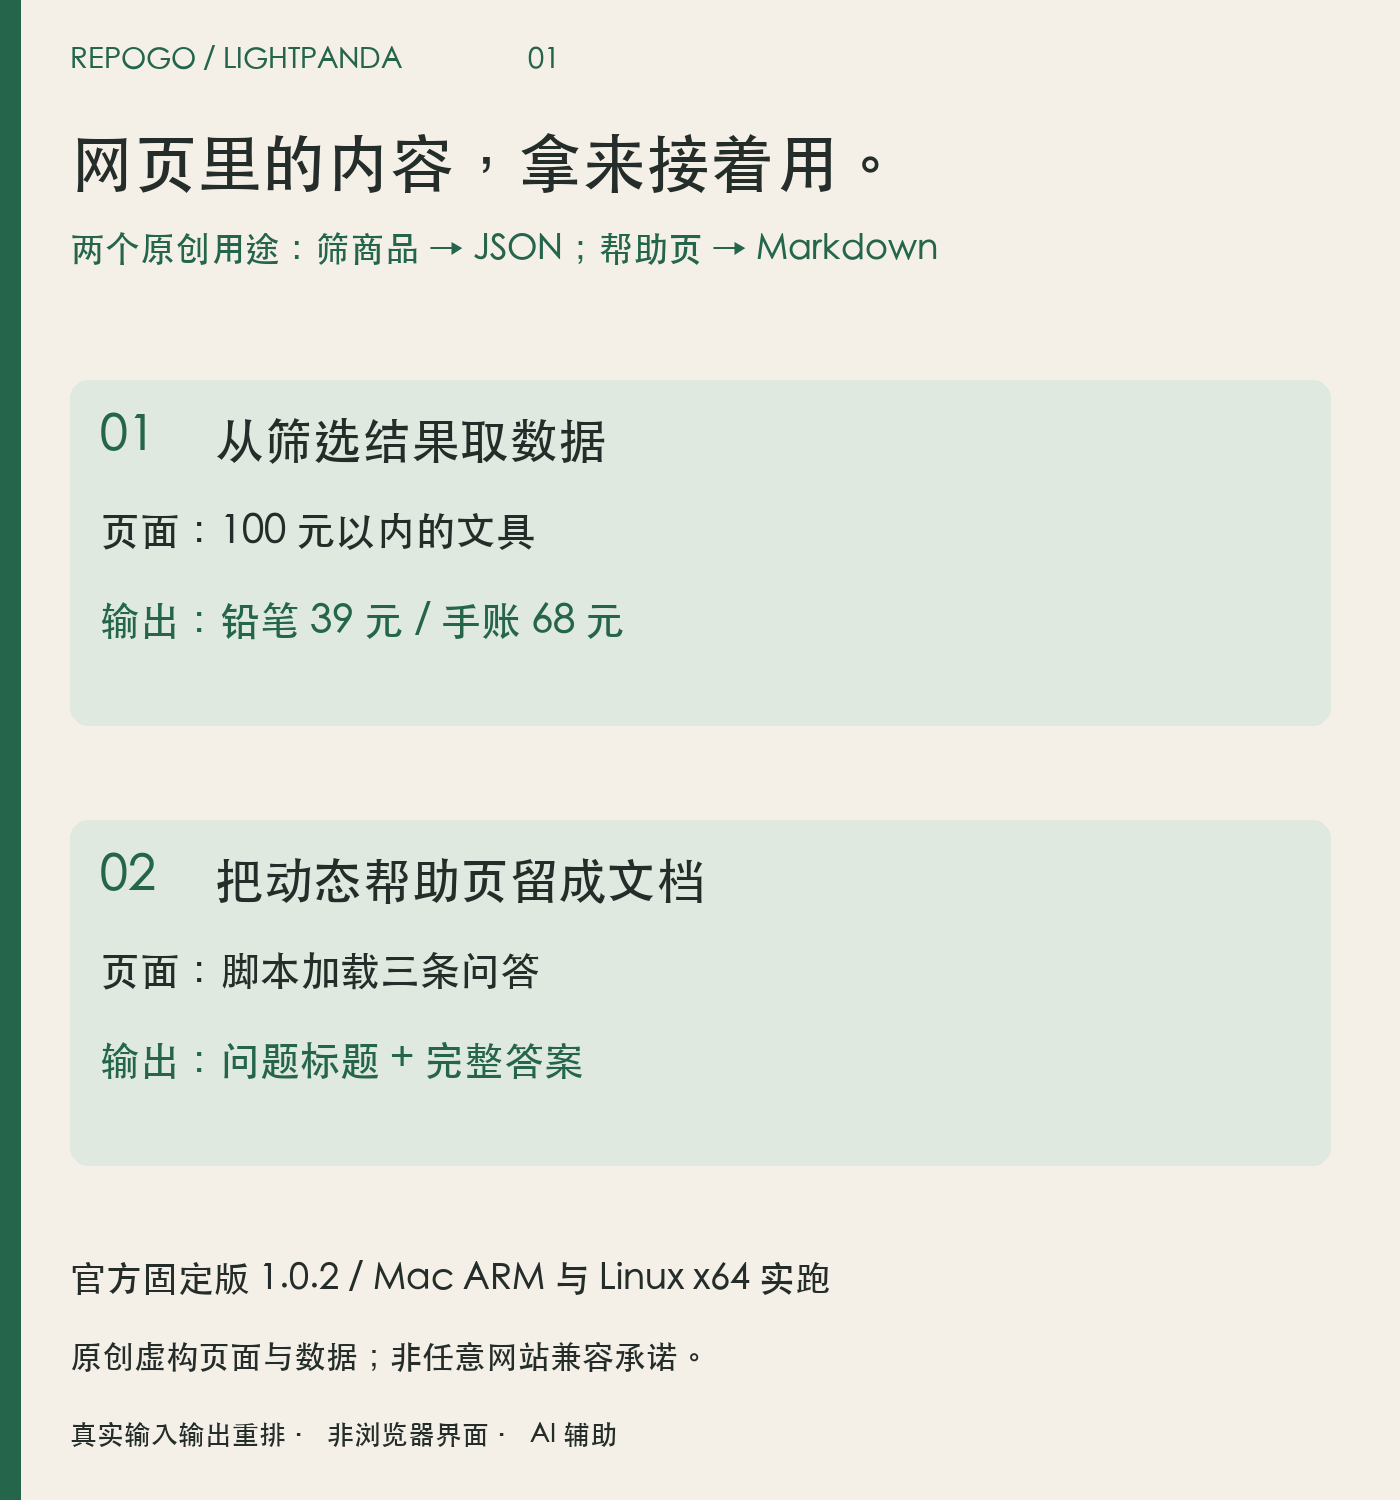 REPOGO / LIGHTPANDA 01
网页里的内容，拿来接着用。
两个原创用途：筛商品 → JSON；帮助页 → Markdown
01 从筛选结果取数据
页面：100 元以内的文具
输出：铅笔 39 元 / 手账 68 元
02 把动态帮助页留成文档
页面：脚本加载三条问答
输出：问题标题 + 完整答案
官方固定版 1.0.2 / Mac ARM 与 Linux x64 实跑
原创虚构页面与数据；非任意网站兼容承诺。
真实输入输出重排 · 非浏览器界面 · AI 辅助